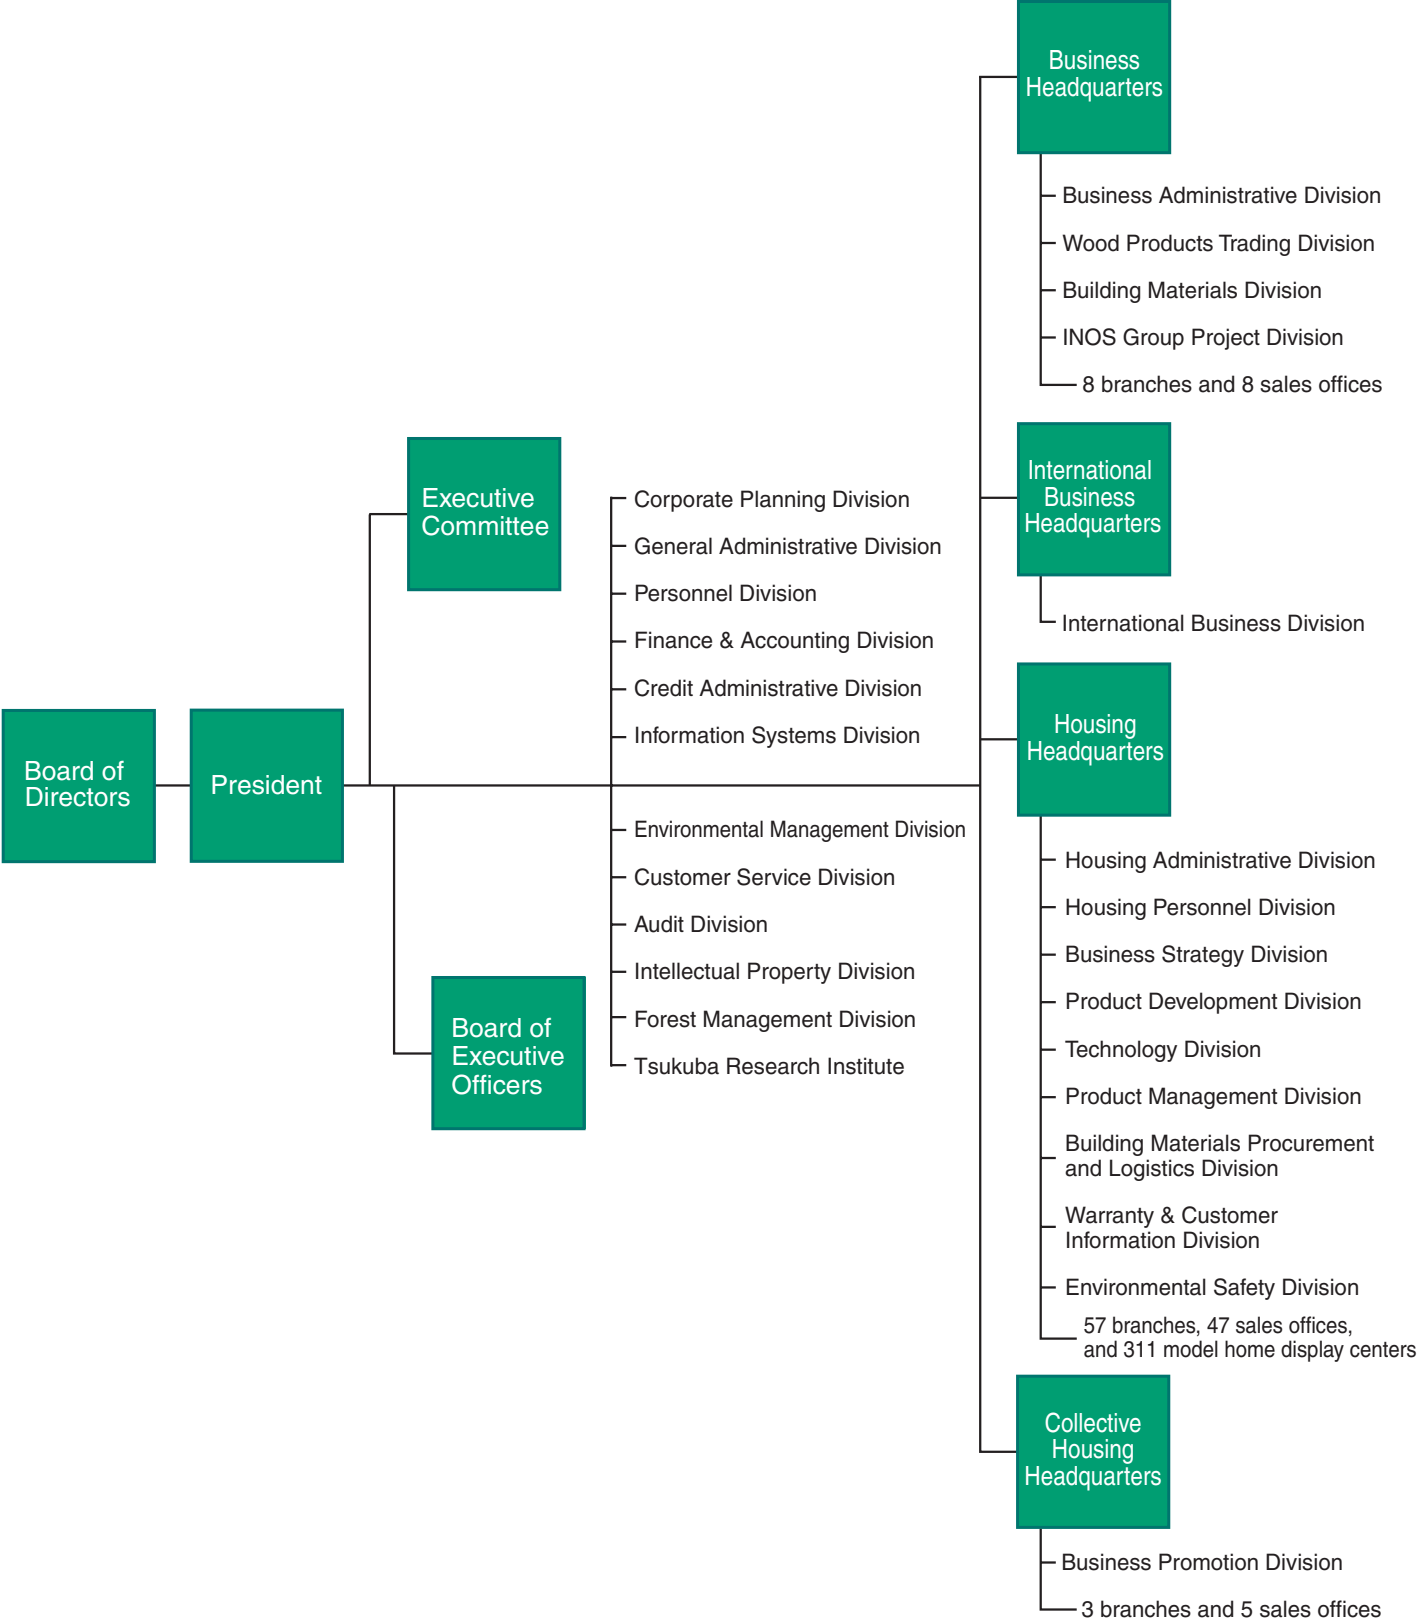 Board of
Directors
President
Executive
Committee
Board of
Executive
Officers
Corporate Planning Division
General Administrative Division
Personnel Division
Finance & Accounting Division
Credit Administrative Division
Information Systems Division
Environmental Management Division
Customer Service Division
Audit Division
Intellectual Property Division
Forest Management Division
Tsukuba Research Institute
Business
Headquarters
Business Administrative Division
Wood Products Trading Division
Building Materials Division
INOS Group Project Division
8 branches and 8 sales offices
International
Business
Headquarters
International Business Division
Housing
Headquarters
Housing Administrative Division
Housing Personnel Division
Business Strategy Division
Product Development Division
Technology Division
Product Management Division
Building Materials Procurement
and Logistics Division
Warranty & Customer
Information Division
Environmental Safety Division
57 branches, 47 sales offices,
and 311 model home display centers
Collective
Housing
Headquarters
Business Promotion Division
3 branches and 5 sales offices